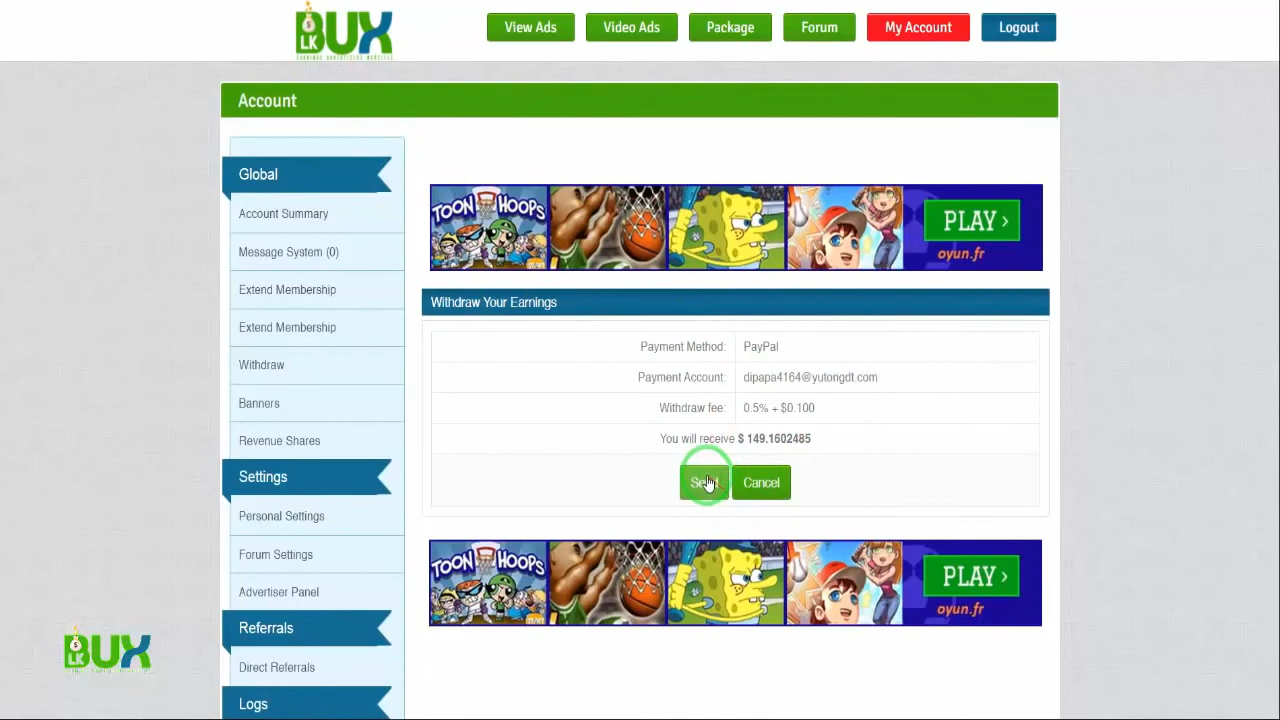 LK BUX
View Ads
Video Ads
Package
Forum
My Account
Logout
Account
Global
Account Summary
Message System (0)
Extend Membership
Extend Membership
Withdraw
Banners
Revenue Shares
Settings
Personal Settings
Forum Settings
Advertiser Panel
Referrals
Direct Referrals
Logs
TOON HOOPS
PLAY >
oyun.fr
Withdraw Your Earnings
Payment Method: PayPal
Payment Account: dipapa4164@yutongdt.com
Withdraw fee: 0.5% + $0.100
You will receive $ 149.1602485
Send Cancel
TOON HOOPS
PLAY >
oyun.fr
LK BUX